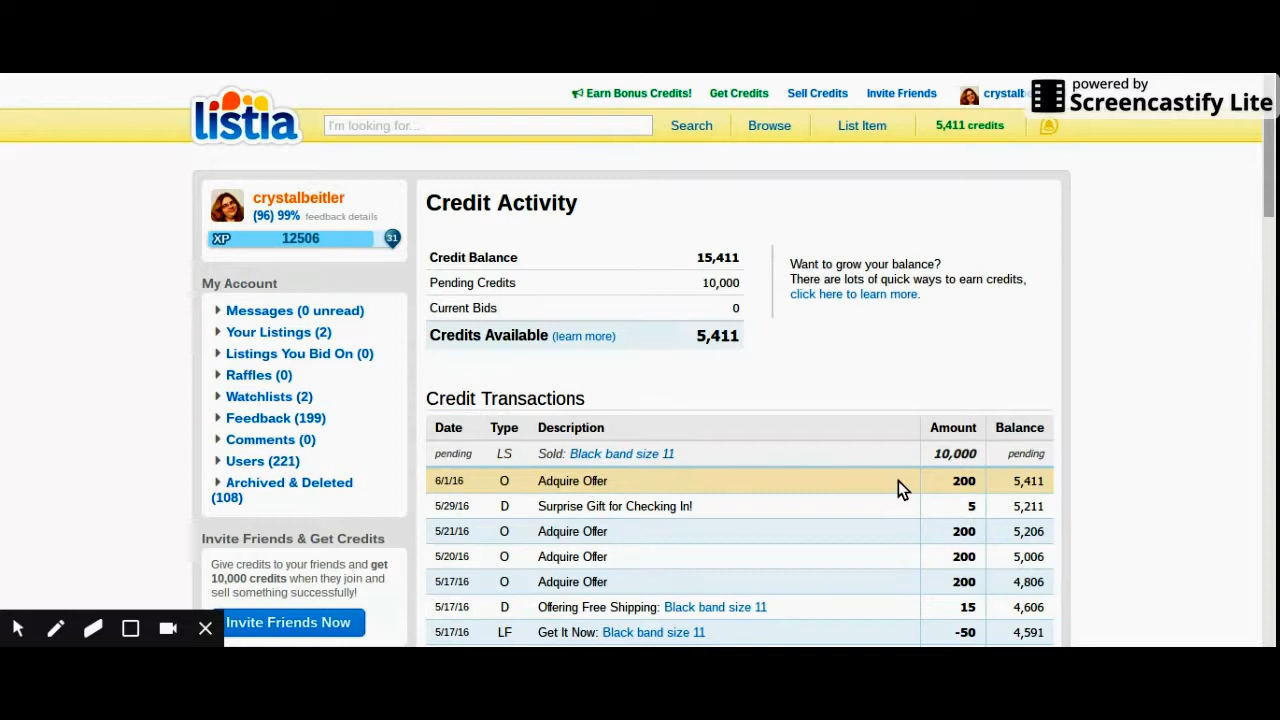 powered by
Screencastify Lite
Earn Bonus Credits! Get Credits Sell Credits Invite Friends crystalb
listia
I'm looking for... Search Browse List Item 5,411 credits
crystalbeitler
(96) 99% feedback details
XP 12506 31
My Account
Messages (0 unread)
Your Listings (2)
Listings You Bid On (0)
Raffles (0)
Watchlists (2)
Feedback (199)
Comments (0)
Users (221)
Archived & Deleted
(108)
Invite Friends & Get Credits
Give credits to your friends and get
10,000 credits when they join and
sell something successfully!
Invite Friends Now
Credit Activity
Credit Balance 15,411
Pending Credits 10,000
Current Bids 0
Credits Available (learn more) 5,411
Want to grow your balance?
There are lots of quick ways to earn credits,
click here to learn more.
Credit Transactions
Date Type Description Amount Balance
pending LS Sold: Black band size 11 10,000 pending
6/1/16 O Adquire Offer 200 5,411
5/29/16 D Surprise Gift for Checking In! 5 5,211
5/21/16 O Adquire Offer 200 5,206
5/20/16 O Adquire Offer 200 5,006
5/17/16 O Adquire Offer 200 4,806
5/17/16 D Offering Free Shipping: Black band size 11 15 4,606
5/17/16 LF Get It Now: Black band size 11 -50 4,591